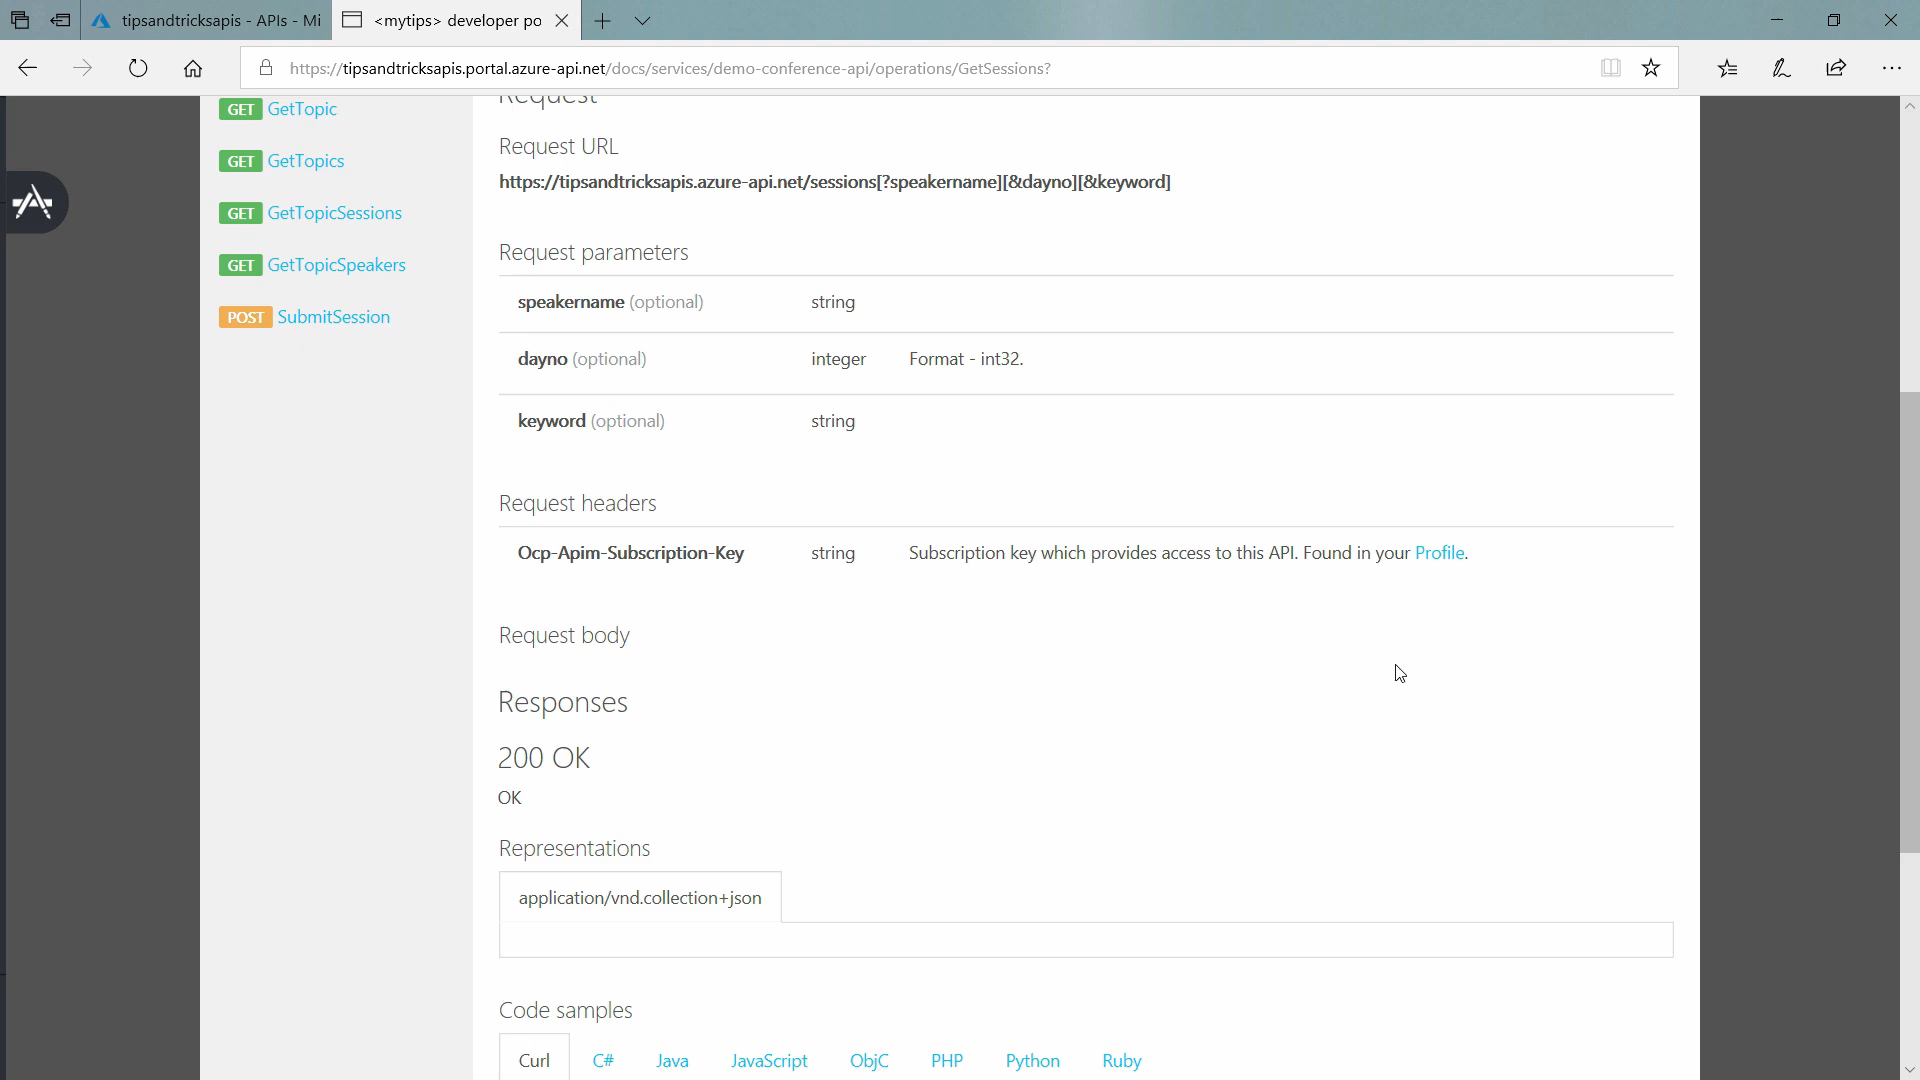 tipsandtricksapis - APIs - Mi
<mytips> developer po
https://tipsandtricksapis.portal.azure-api.net/docs/services/demo-conference-api/operations/GetSessions?
GET GetTopic
GET GetTopics
GET GetTopicSessions
GET GetTopicSpeakers
POST SubmitSession
Request
Request URL
https://tipsandtricksapis.azure-api.net/sessions[?speakername][&dayno][&keyword]
Request parameters
speakername (optional) string
dayno (optional) integer Format - int32.
keyword (optional) string
Request headers
Ocp-Apim-Subscription-Key string Subscription key which provides access to this API. Found in your Profile.
Request body
Responses
200 OK
OK
Representations
application/vnd.collection+json
Code samples
Curl C# Java JavaScript ObjC PHP Python Ruby